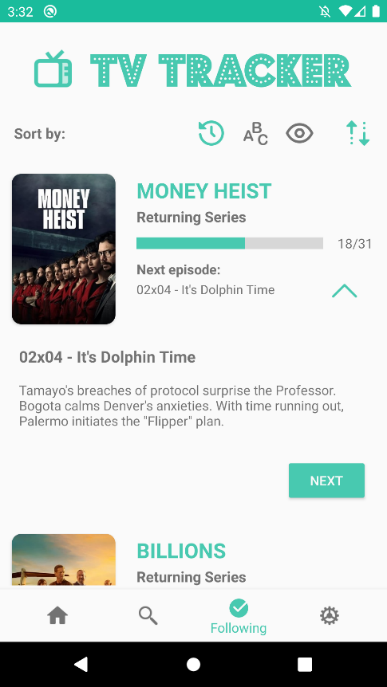 3:32
TV TRACKER
Sort by:
ABC
MONEY
HEIST
MONEY HEIST
Returning Series
18/31
Next episode:
02x04 - It's Dolphin Time
02x04 - It's Dolphin Time
Tamayo's breaches of protocol surprise the Professor.
Bogota calms Denver's anxieties. With time running out,
Palermo initiates the "Flipper" plan.
NEXT
BILLIONS
Returning Series
Following